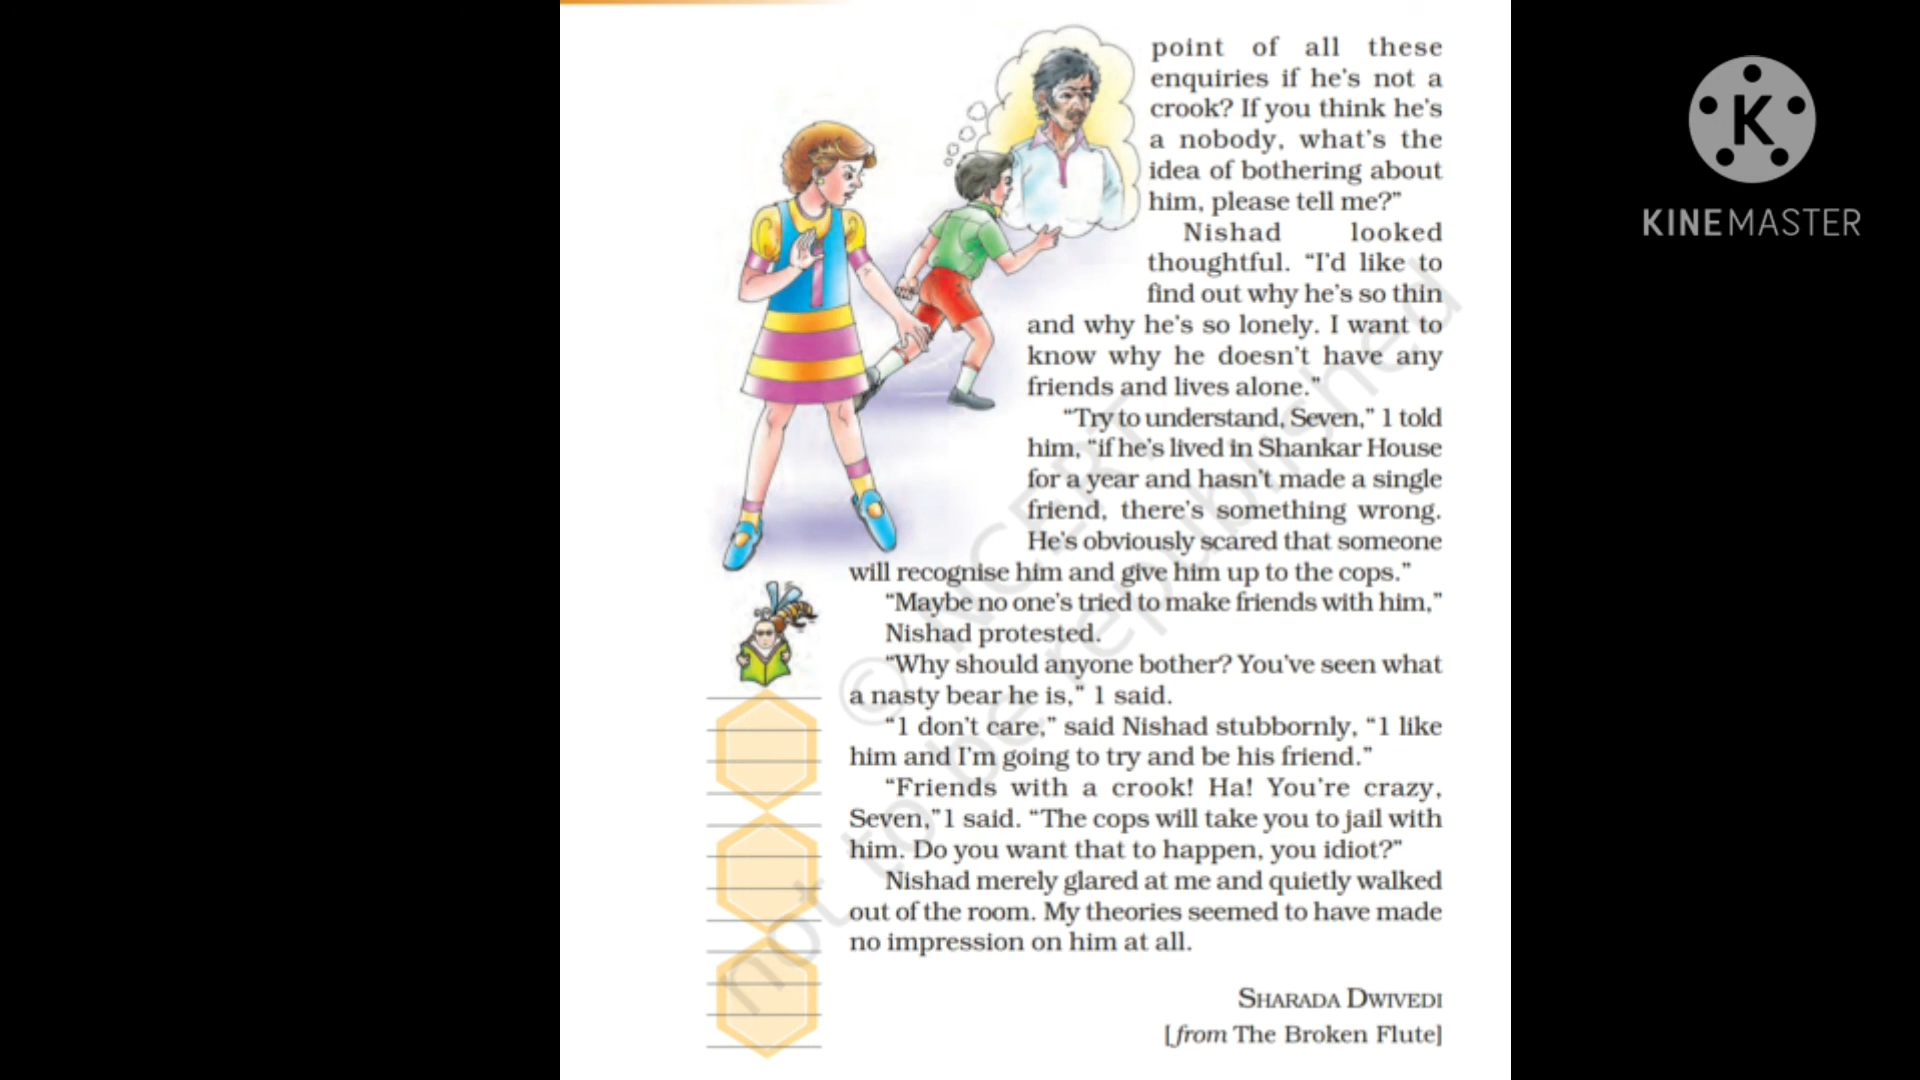 point of all these
enquiries if he's not a
crook? If you think he's
a nobody, what's the
idea of bothering about
him, please tell me?”
Nishad looked
thoughtful. “I'd like to
find out why he's so thin
and why he's so lonely. I want to
know why he doesn't have any
friends and lives alone.”
“Try to understand, Seven,” I told
him, “if he's lived in Shankar House
for a year and hasn't made a single
friend, there's something wrong.
He's obviously scared that someone
will recognise him and give him up to the cops.”
“Maybe no one's tried to make friends with him,”
Nishad protested.
“Why should anyone bother? You've seen what
a nasty bear he is,” I said.
“I don't care,” said Nishad stubbornly, “I like
him and I'm going to try and be his friend.”
“Friends with a crook! Ha! You're crazy,
Seven,”I said. “The cops will take you to jail with
him. Do you want that to happen, you idiot?”
Nishad merely glared at me and quietly walked
out of the room. My theories seemed to have made
no impression on him at all.
SHARADA DWIVEDI
[from The Broken Flute]
© NCERT
not to be republished
K
KINEMASTER